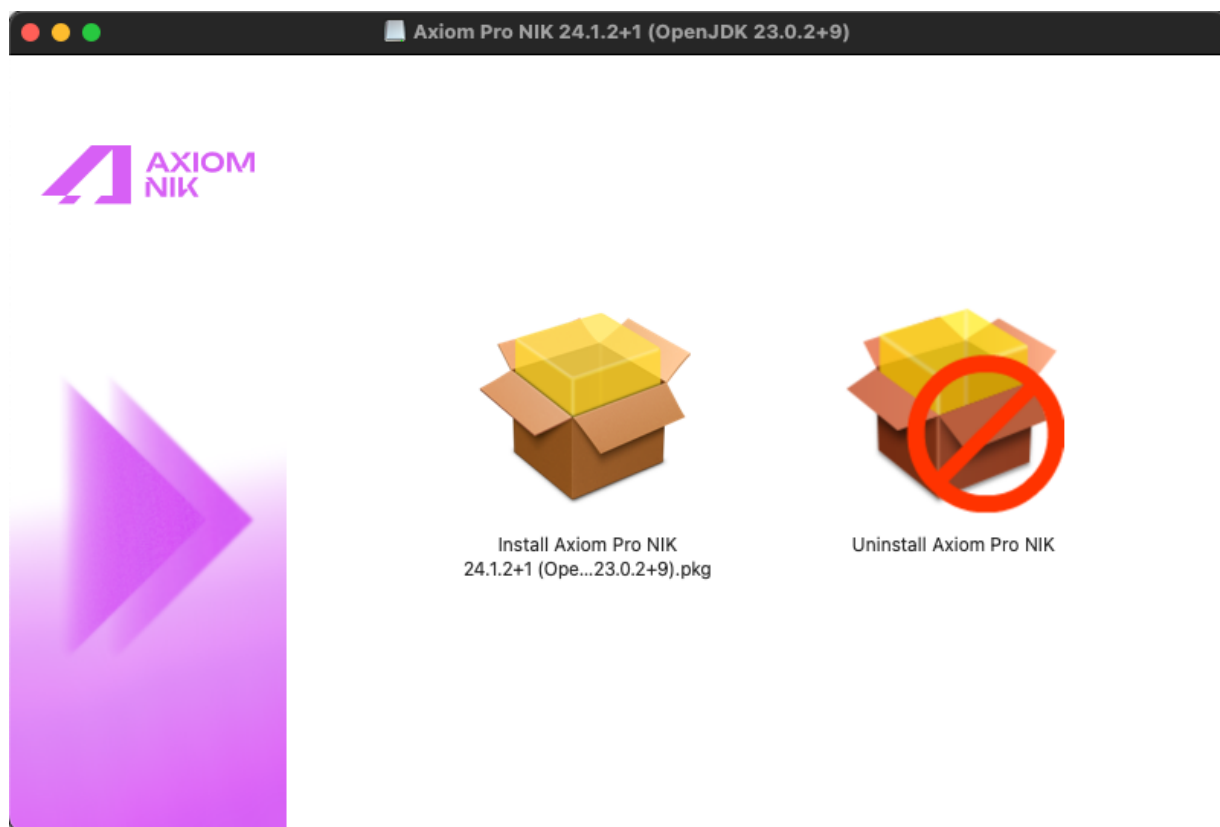 Axiom Pro NIK 24.1.2+1 (OpenJDK 23.0.2+9)
AXIOM
NIK
Install Axiom Pro NIK
24.1.2+1 (Ope...23.0.2+9).pkg
Uninstall Axiom Pro NIK